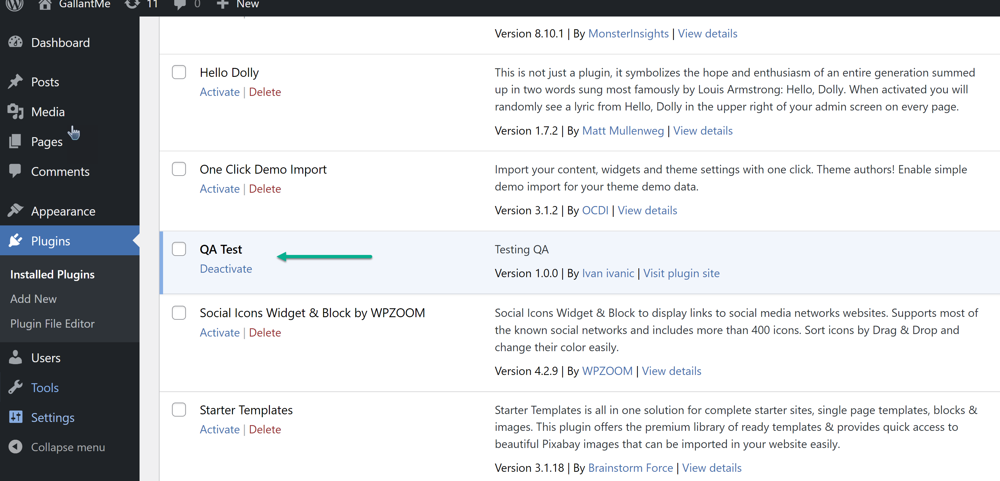 GallantMe 11 0 New
Dashboard
Posts
Media
Pages
Comments
Appearance
Plugins
Installed Plugins
Add New
Plugin File Editor
Users
Tools
Settings
Collapse menu
Version 8.10.1 | By MonsterInsights | View details
Hello Dolly
Activate | Delete
This is not just a plugin, it symbolizes the hope and enthusiasm of an entire generation summed
up in two words sung most famously by Louis Armstrong: Hello, Dolly. When activated you will
randomly see a lyric from Hello, Dolly in the upper right of your admin screen on every page.
Version 1.7.2 | By Matt Mullenweg | View details
One Click Demo Import
Activate | Delete
Import your content, widgets and theme settings with one click. Theme authors! Enable simple
demo import for your theme demo data.
Version 3.1.2 | By OCDI | View details
QA Test
Deactivate
Testing QA
Version 1.0.0 | By Ivan ivanic | Visit plugin site
Social Icons Widget & Block by WPZOOM
Activate | Delete
Social Icons Widget & Block to display links to social media networks websites. Supports most of
the known social networks and includes more than 400 icons. Sort icons by Drag & Drop and
change their color easily.
Version 4.2.9 | By WPZOOM | View details
Starter Templates
Activate | Delete
Starter Templates is all in one solution for complete starter sites, single page templates, blocks &
images. This plugin offers the premium library of ready templates & provides quick access to
beautiful Pixabay images that can be imported in your website easily.
Version 3.1.18 | By Brainstorm Force | View details